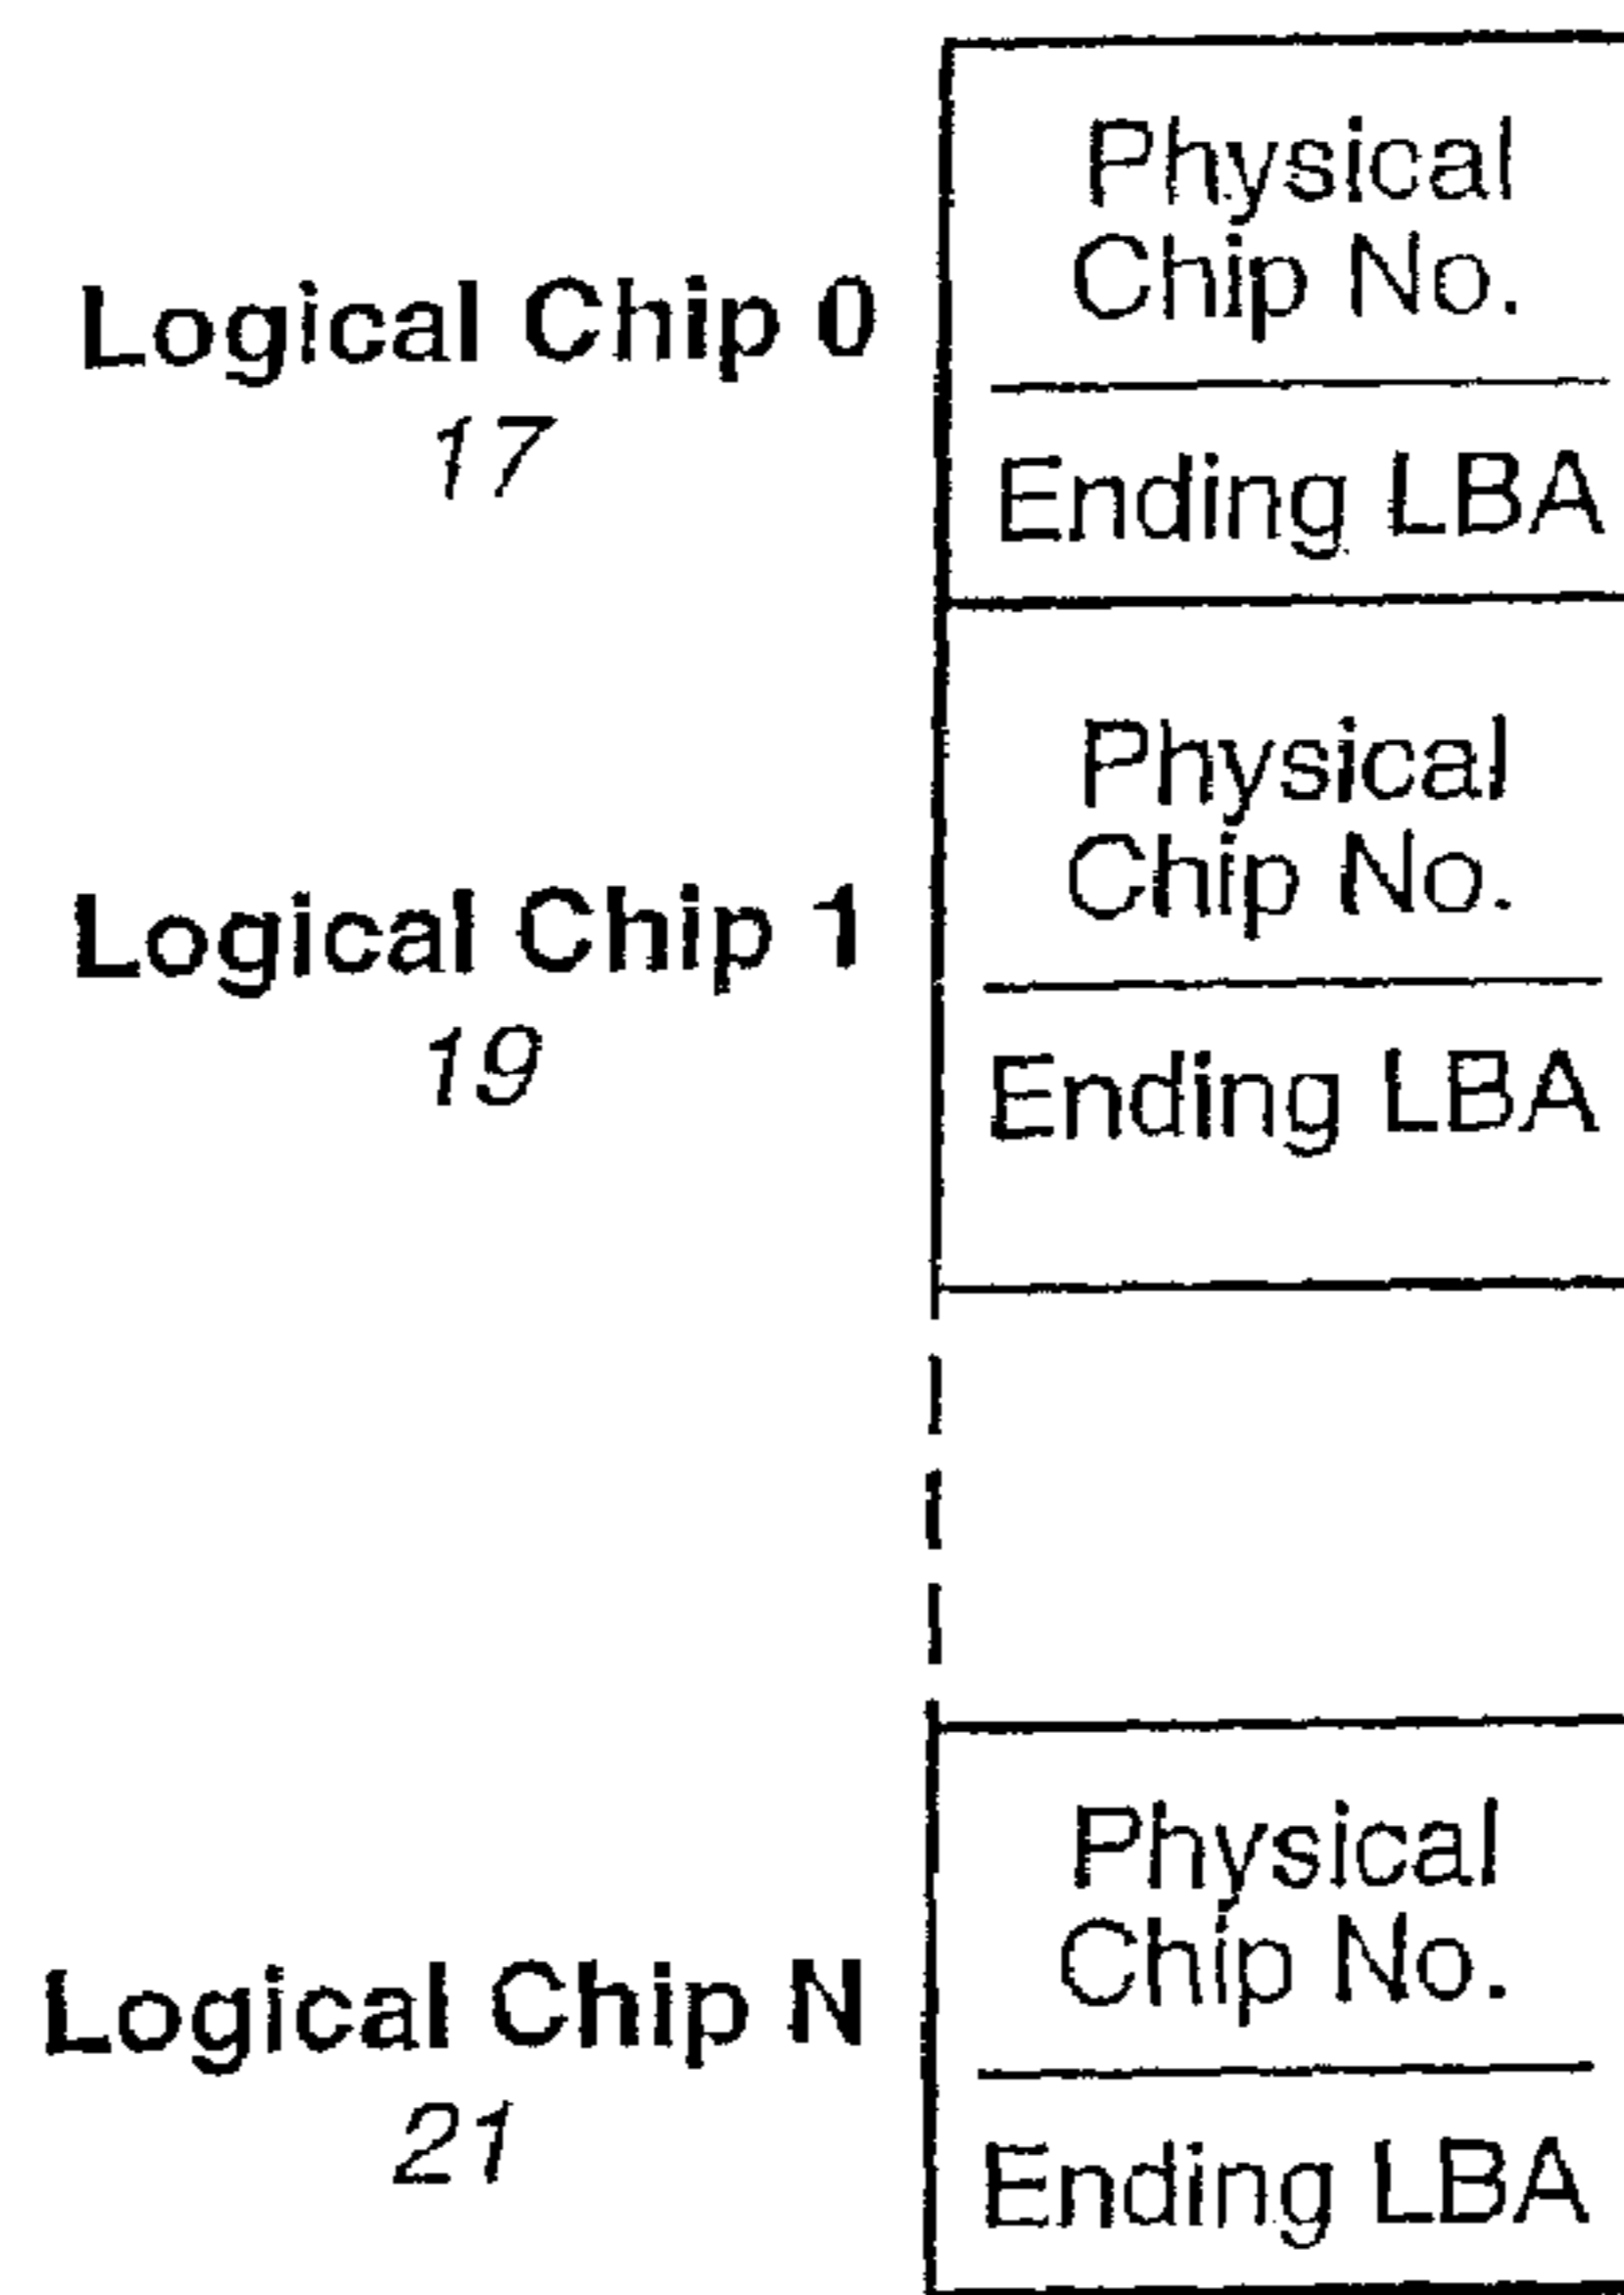 Physical
Chip No.
Logical Chip 0
17
Ending LBA
Physical
Chip No.
Logical Chip 1
19
Ending LBA
Physical
Chip No.
Logical Chip N
21
Ending LBA